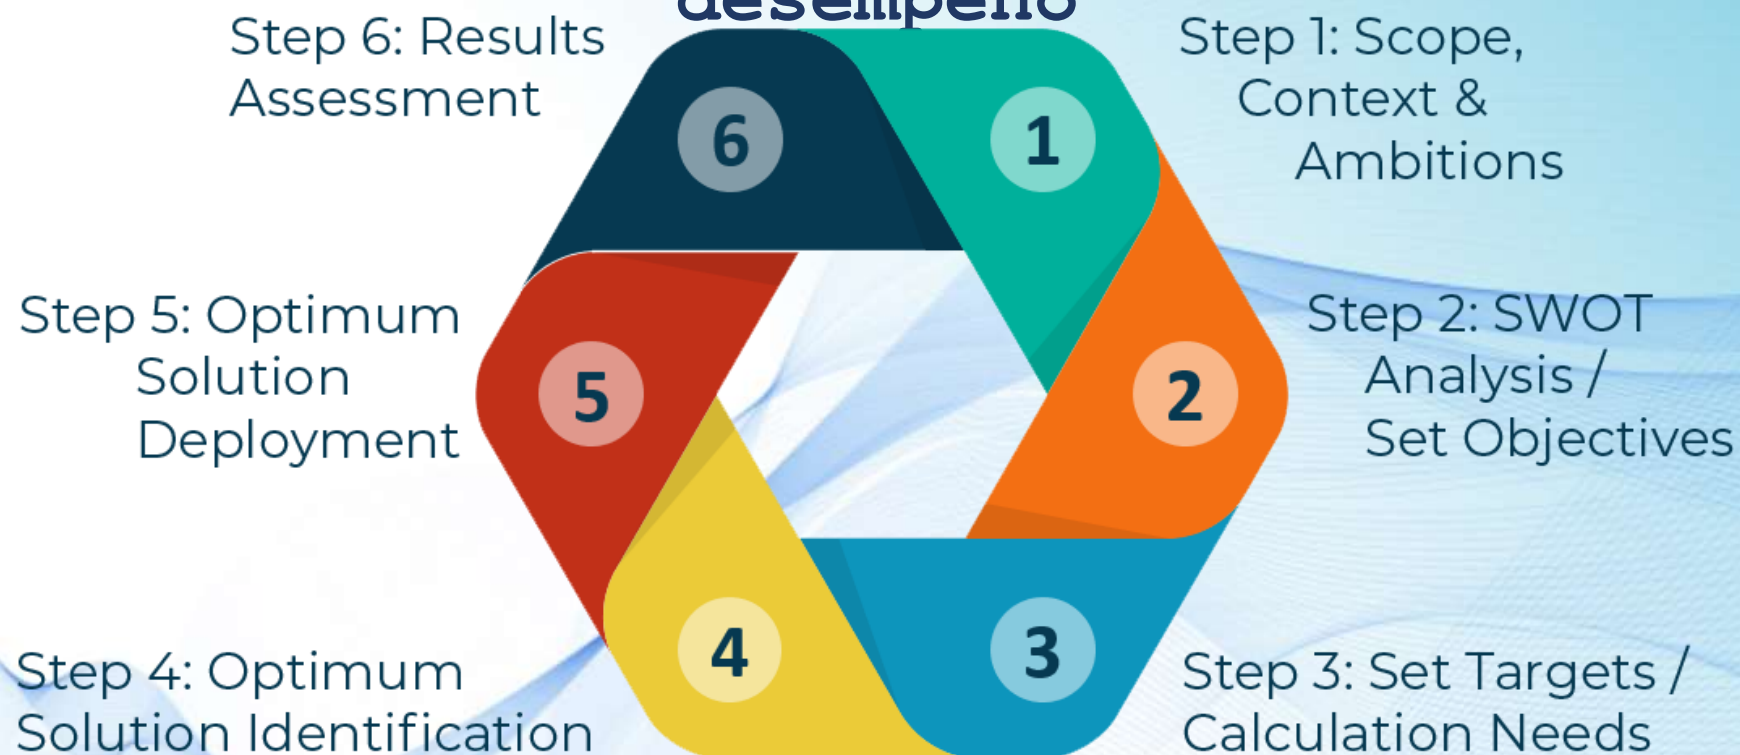 desempeño
Step 6: Results
Assessment
6
1
Step 1: Scope,
Context &
Ambitions
Step 5: Optimum
Solution
Deployment
5
2
Step 2: SWOT
Analysis /
Set Objectives
Step 4: Optimum
Solution Identification
4
3
Step 3: Set Targets /
Calculation Needs